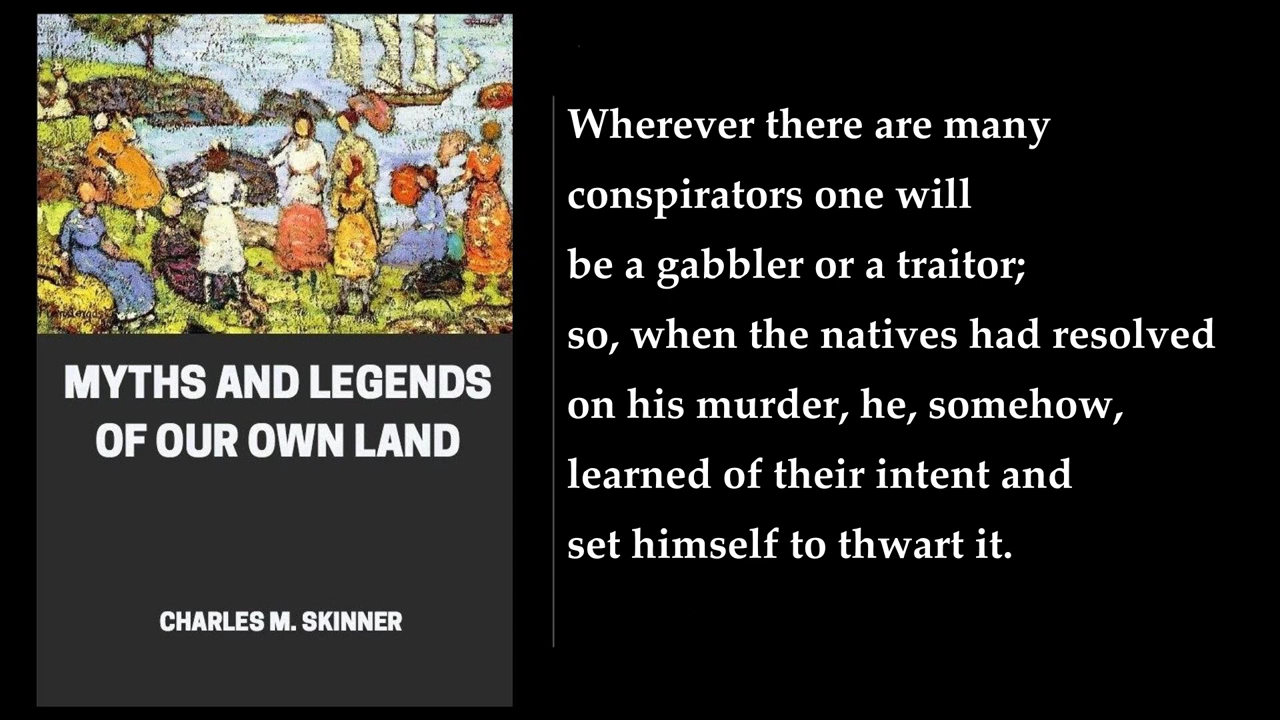 MYTHS AND LEGENDS
OF OUR OWN LAND
CHARLES M. SKINNER
Wherever there are many
conspirators one will
be a gabbler or a traitor;
so, when the natives had resolved
on his murder, he, somehow,
learned of their intent and
set himself to thwart it.